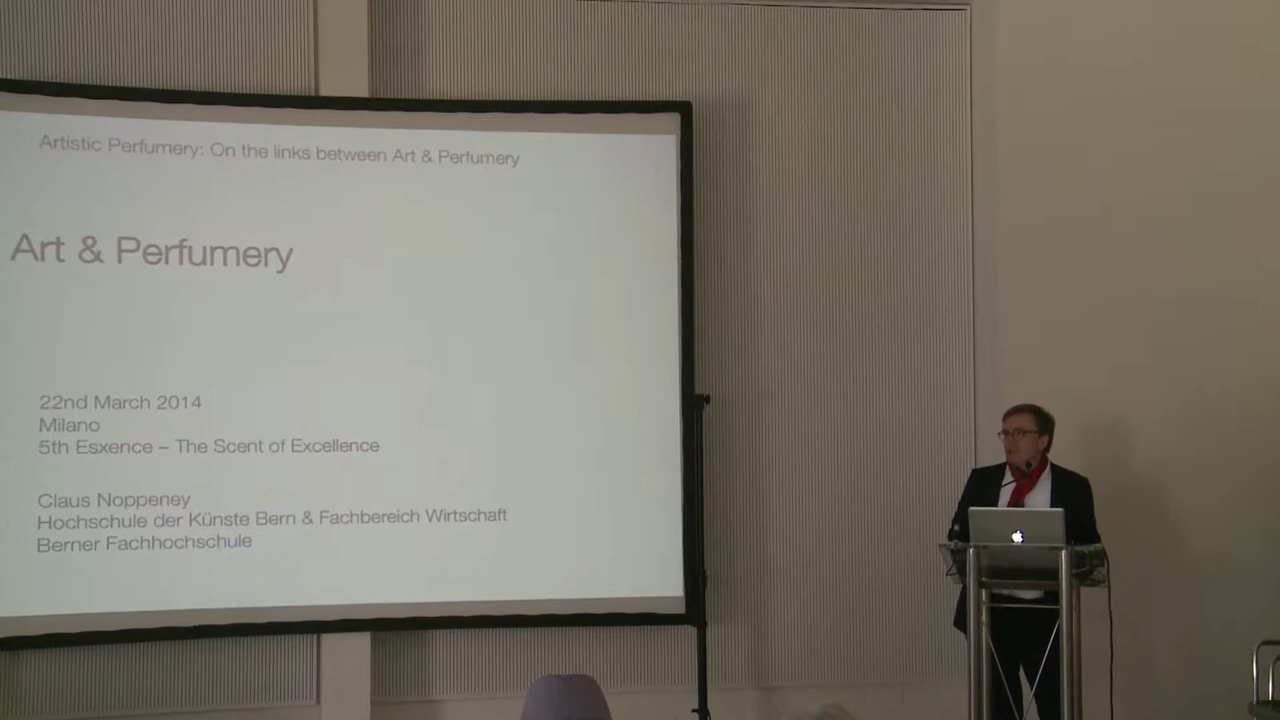 Artistic Perfumery: On the links between Art & Perfumery
Art & Perfumery
22nd March 2014
Milano
5th Esxence – The Scent of Excellence
Claus Noppeney
Hochschule der Künste Bern & Fachbereich Wirtschaft
Berner Fachhochschule